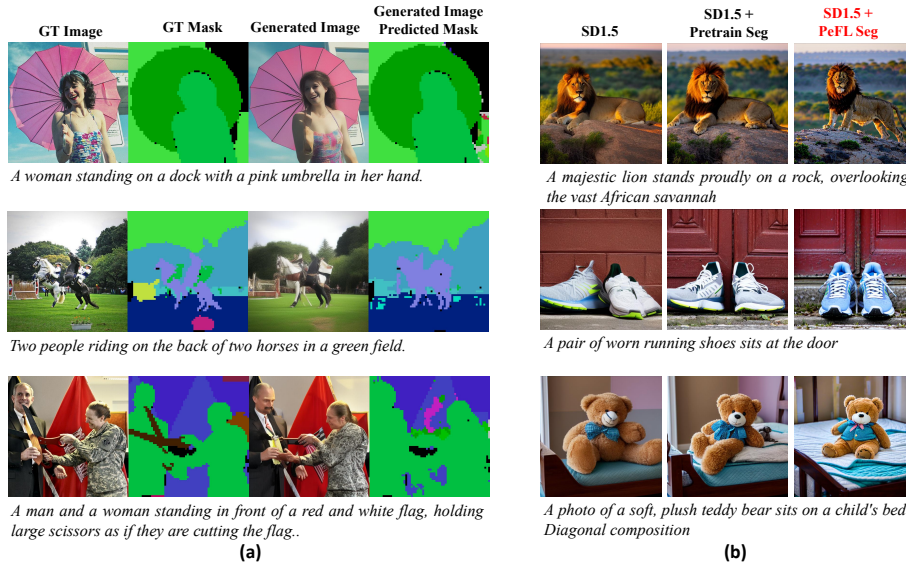 GT Image
GT Mask
Generated Image
Generated Image
Predicted Mask
A woman standing on a dock with a pink umbrella in her hand.
Two people riding on the back of two horses in a green field.
A man and a woman standing in front of a red and white flag, holding
large scissors as if they are cutting the flag..
(a)
SD1.5
SD1.5 +
Pretrain Seg
SD1.5 +
PeFL Seg
A majestic lion stands proudly on a rock, overlooking
the vast African savannah
A pair of worn running shoes sits at the door
A photo of a soft, plush teddy bear sits on a child's bed
Diagonal composition
(b)